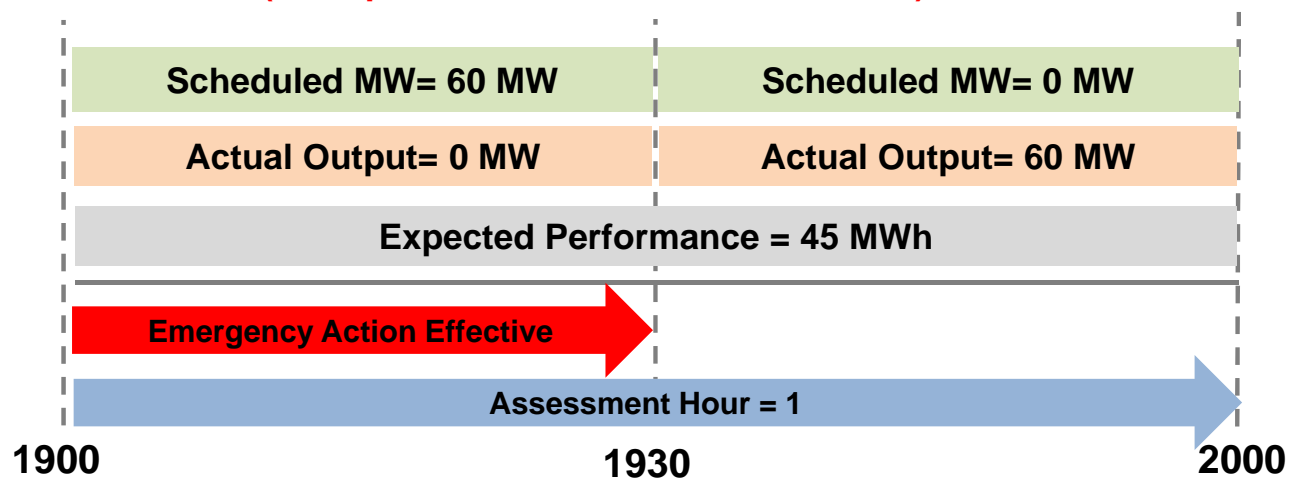 Scheduled MW= 60 MW
Scheduled MW= 0 MW
Actual Output= 0 MW
Actual Output= 60 MW
Expected Performance = 45 MWh
Emergency Action Effective
Assessment Hour = 1
1900
1930
2000